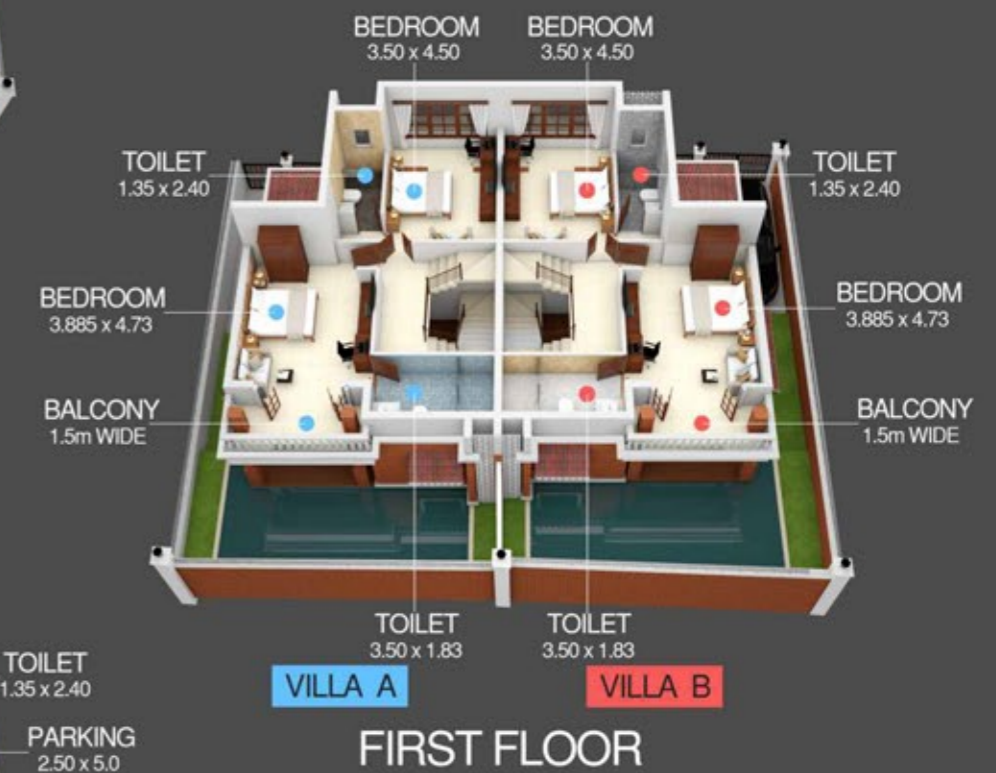 BEDROOM
3.50 x 4.50
BEDROOM
3.50 x 4.50
TOILET
1.35 x 2.40
TOILET
1.35 x 2.40
BEDROOM
3.885 x 4.73
BEDROOM
3.885 x 4.73
BALCONY
1.5m WIDE
BALCONY
1.5m WIDE
TOILET
3.50 x 1.83
TOILET
3.50 x 1.83
TOILET
1.35 x 2.40
VILLA A
VILLA B
PARKING
2.50 x 5.0
FIRST FLOOR